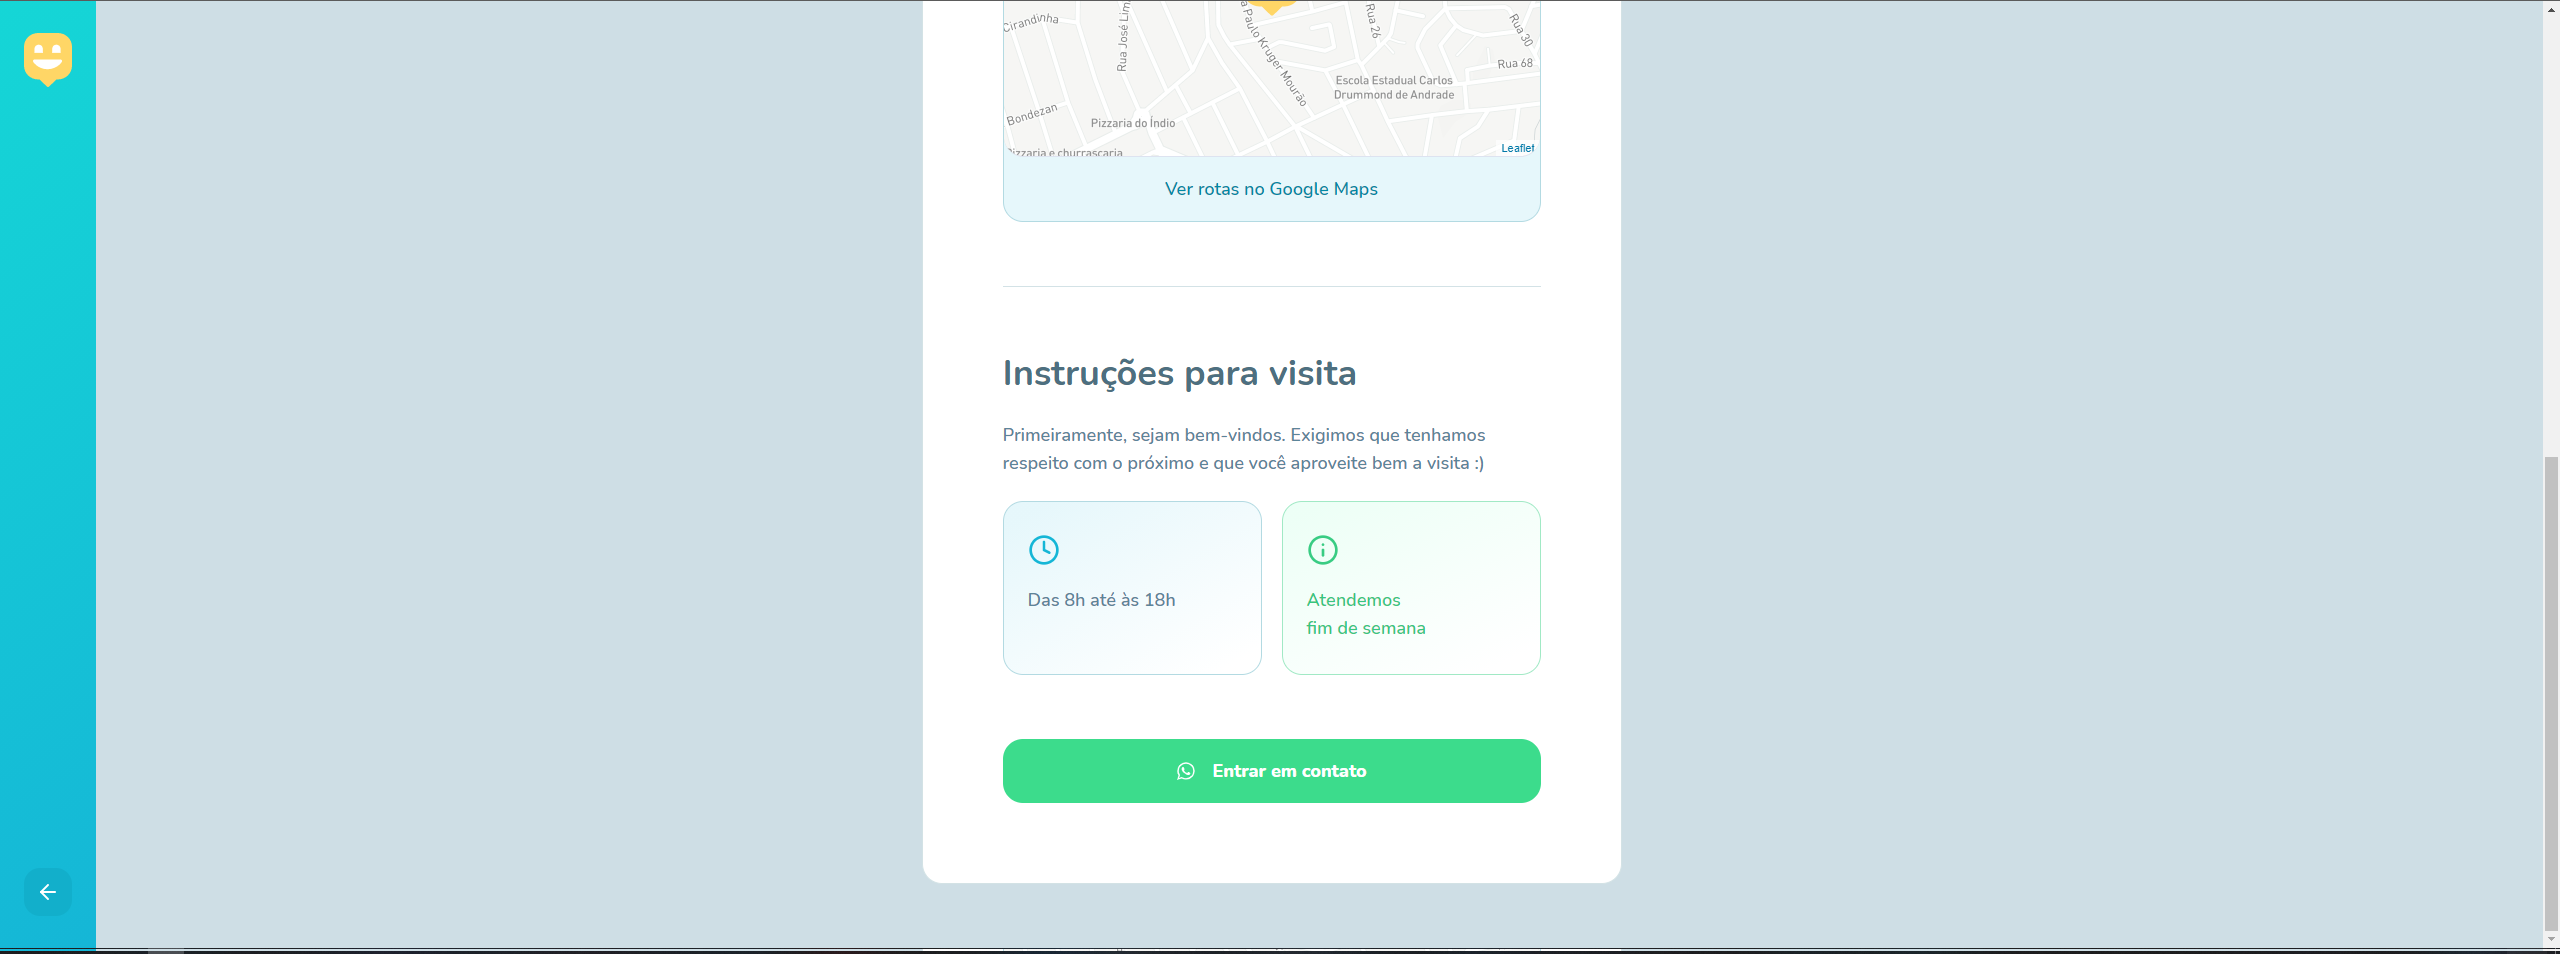 Cirandinha
Rua José Lim
a Paulo Kruger Mourão
Rua 26
Rua 30
Rua 68
Escola Estadual Carlos
Drummond de Andrade
Bondezan
Pizzaria do Índio
Pizzaria e churrascaria
Leaflet
Ver rotas no Google Maps
Instruções para visita
Primeiramente, sejam bem-vindos. Exigimos que tenhamos
respeito com o próximo e que você aproveite bem a visita :)
Das 8h até às 18h
Atendemos
fim de semana
Entrar em contato